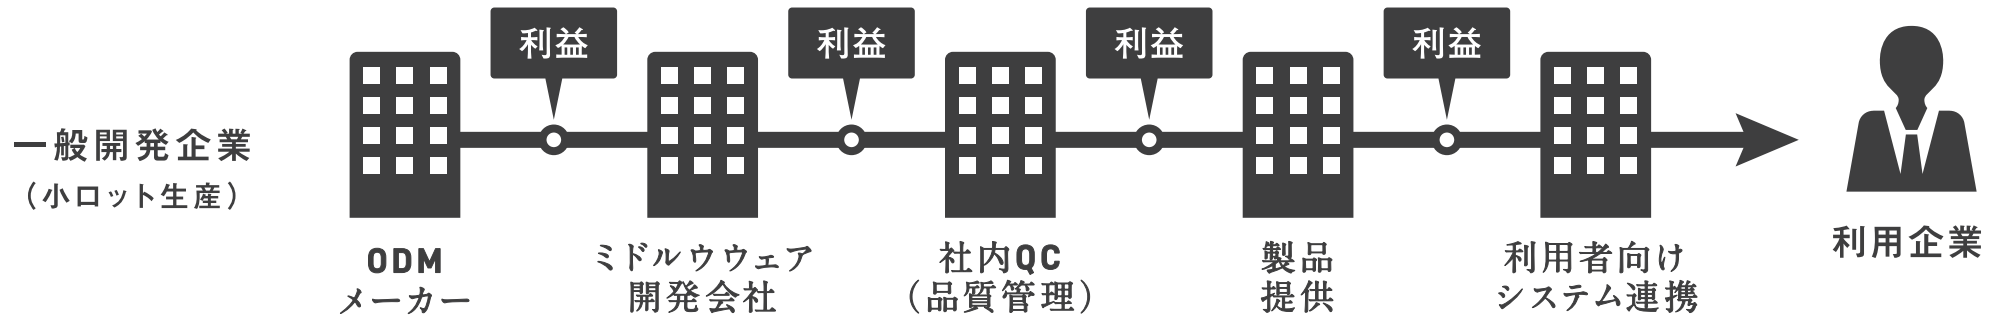 利益
利益
利益
利益
一般開発企業
（小ロット生産）
ODM
メーカー
ミドルウウェア
開発会社
社内QC
（品質管理）
製品
提供
利用者向け
システム連携
利用企業